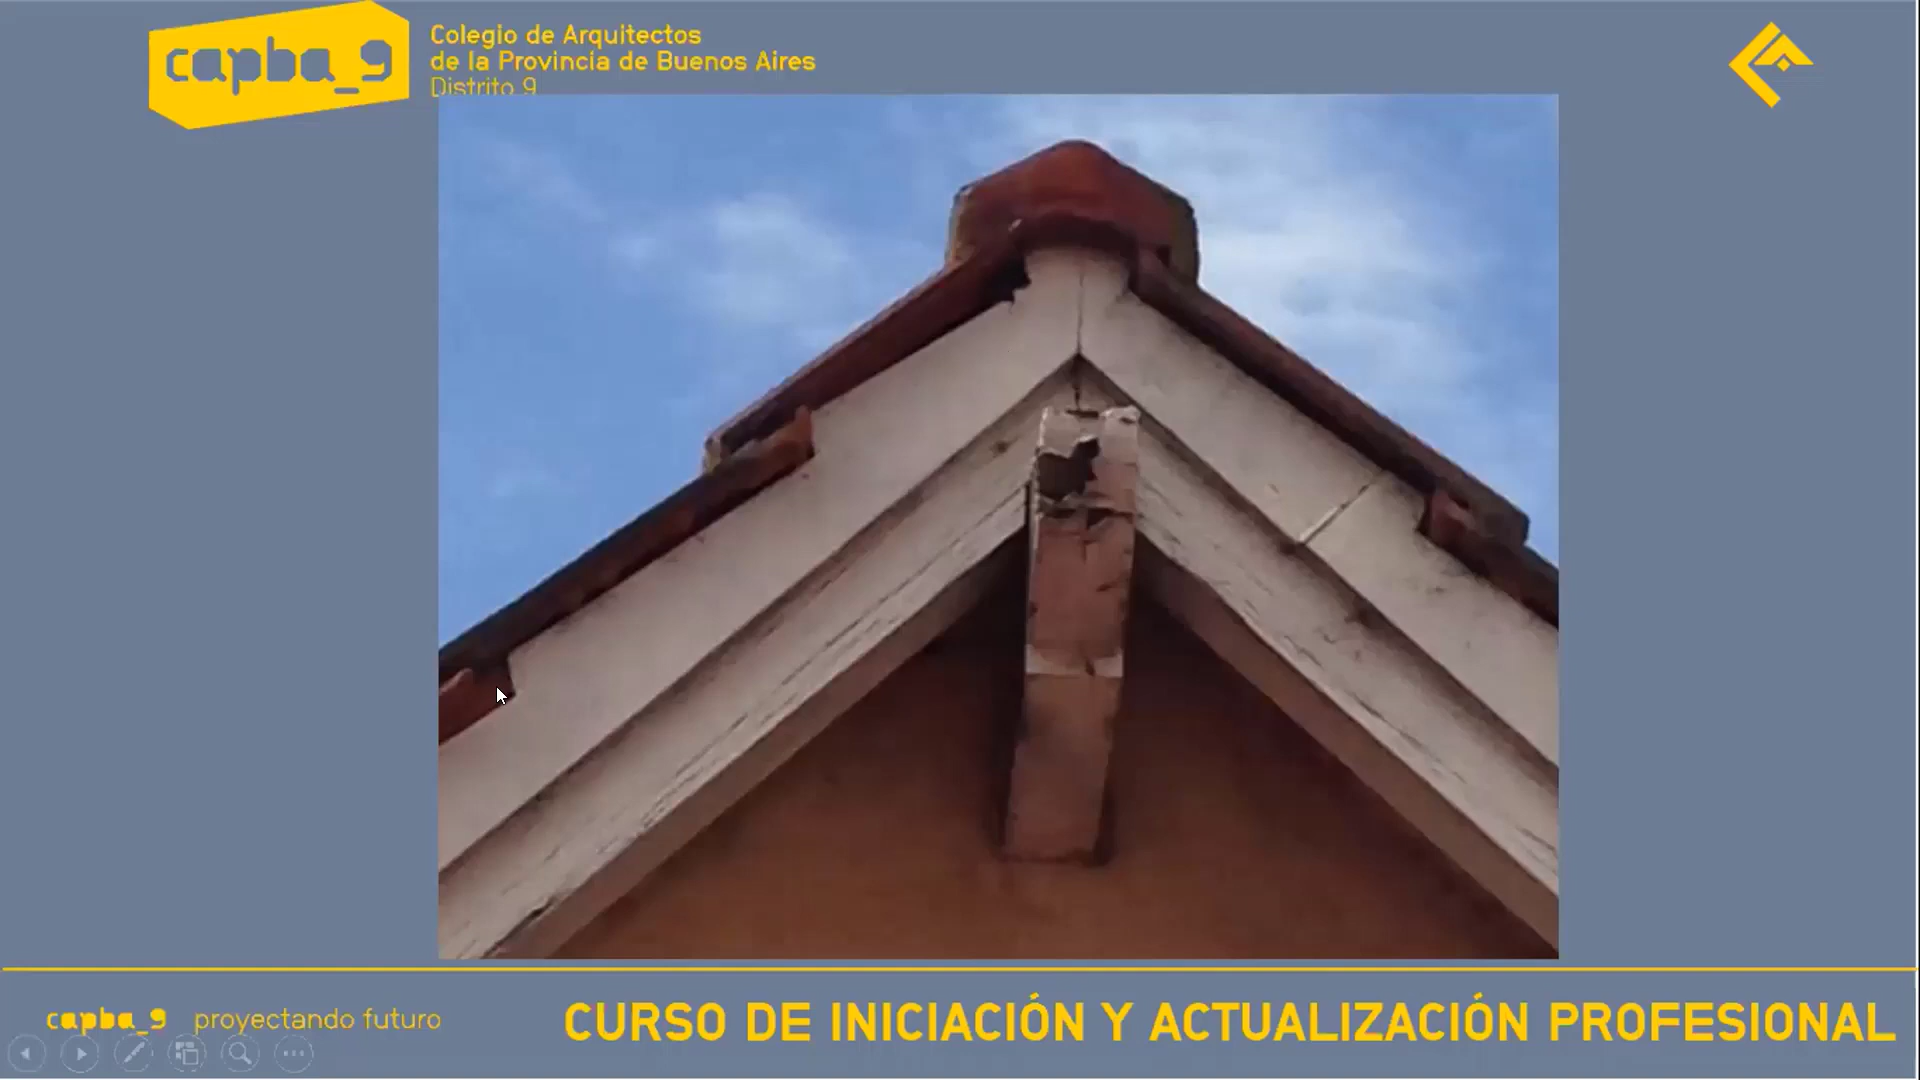 capba_9
Colegio de Arquitectos
de la Provincia de Buenos Aires
Distrito 9
capba_9 proyectando futuro
CURSO DE INICIACIÓN Y ACTUALIZACIÓN PROFESIONAL